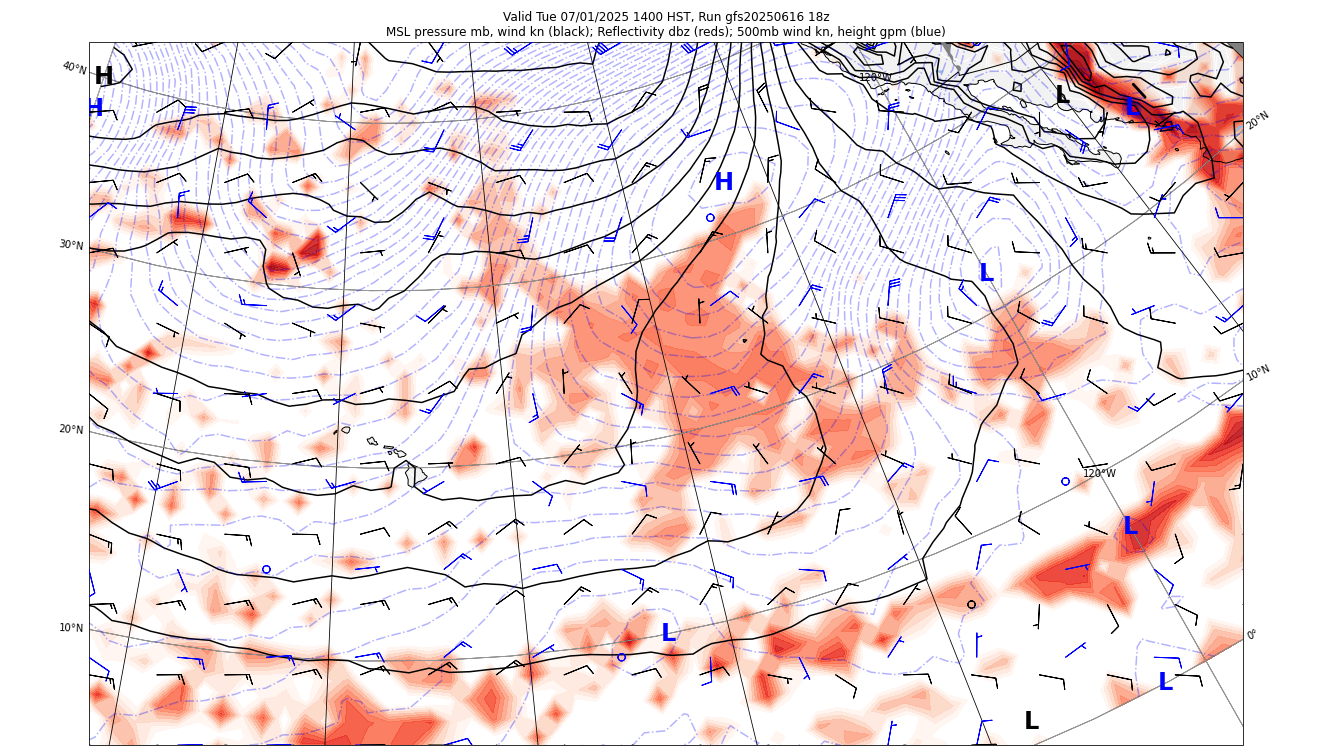 Valid Tue 07/01/2025 1400 HST, Run gfs20250616 18z
MSL pressure mb, wind kn (black); Reflectivity dbz (reds); 500mb wind kn, height gpm (blue)
40°N
H
H
120°W
L
L
20°N
H
30°N
L
10°N
20°N
120°W
L
10°N
L
0°
L
L